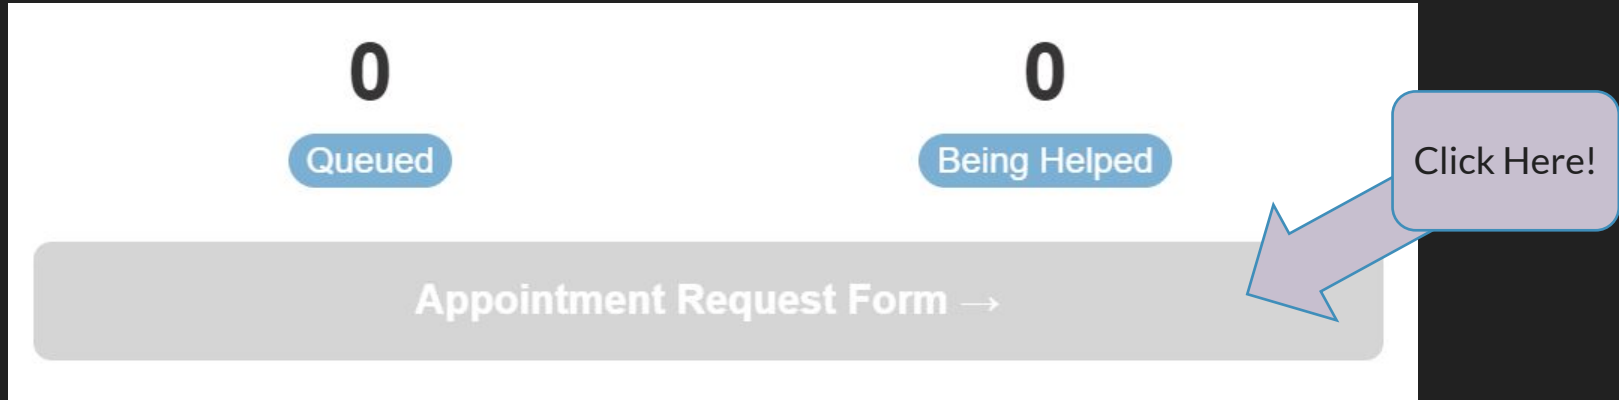 0
0
Queued
Being Helped
Click Here!
Appointment Request Form →